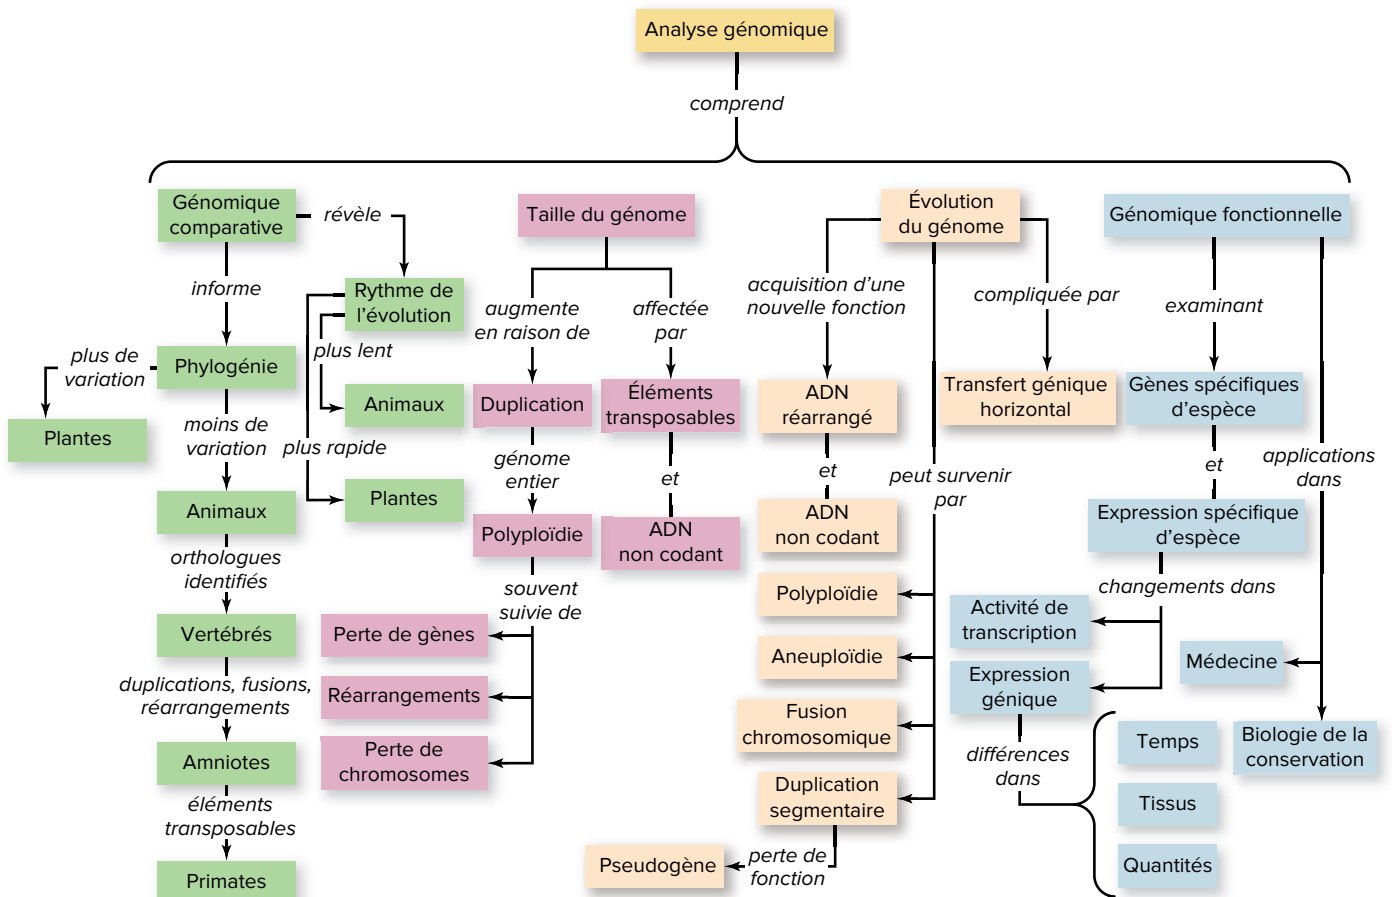 Analyse génomique
comprend
Génomique
comparative
révèle
informe
Rythme de
l'évolution
plus lent
Animaux
plus rapide
Plantes
Phylogénie
plus de
variation
Plantes
moins de
variation
Animaux
orthologues
identifiés
Vertébrés
duplications, fusions,
réarrangements
Amniotes
éléments
transposables
Primates
Taille du génome
augmente
en raison de
Duplication
génome
entier
Polyploïdie
souvent
suivie de
Perte de gènes
Réarrangements
Perte de
chromosomes
affectée
par
Éléments
transposables
et
ADN
non codant
Évolution
du génome
acquisition d'une
nouvelle fonction
ADN
réarrangé
et
ADN
non codant
compliquée par
Transfert génique
horizontal
peut survenir
par
Polyploïdie
Aneuploïdie
Fusion
chromosomique
Duplication
segmentaire
perte de
fonction
Pseudogène
Génomique fonctionnelle
examinant
Gènes spécifiques
d'espèce
et
Expression spécifique
d'espèce
changements dans
Activité de
transcription
Expression
génique
différences
dans
Temps
Tissus
Quantités
applications
dans
Médecine
Biologie de la
conservation